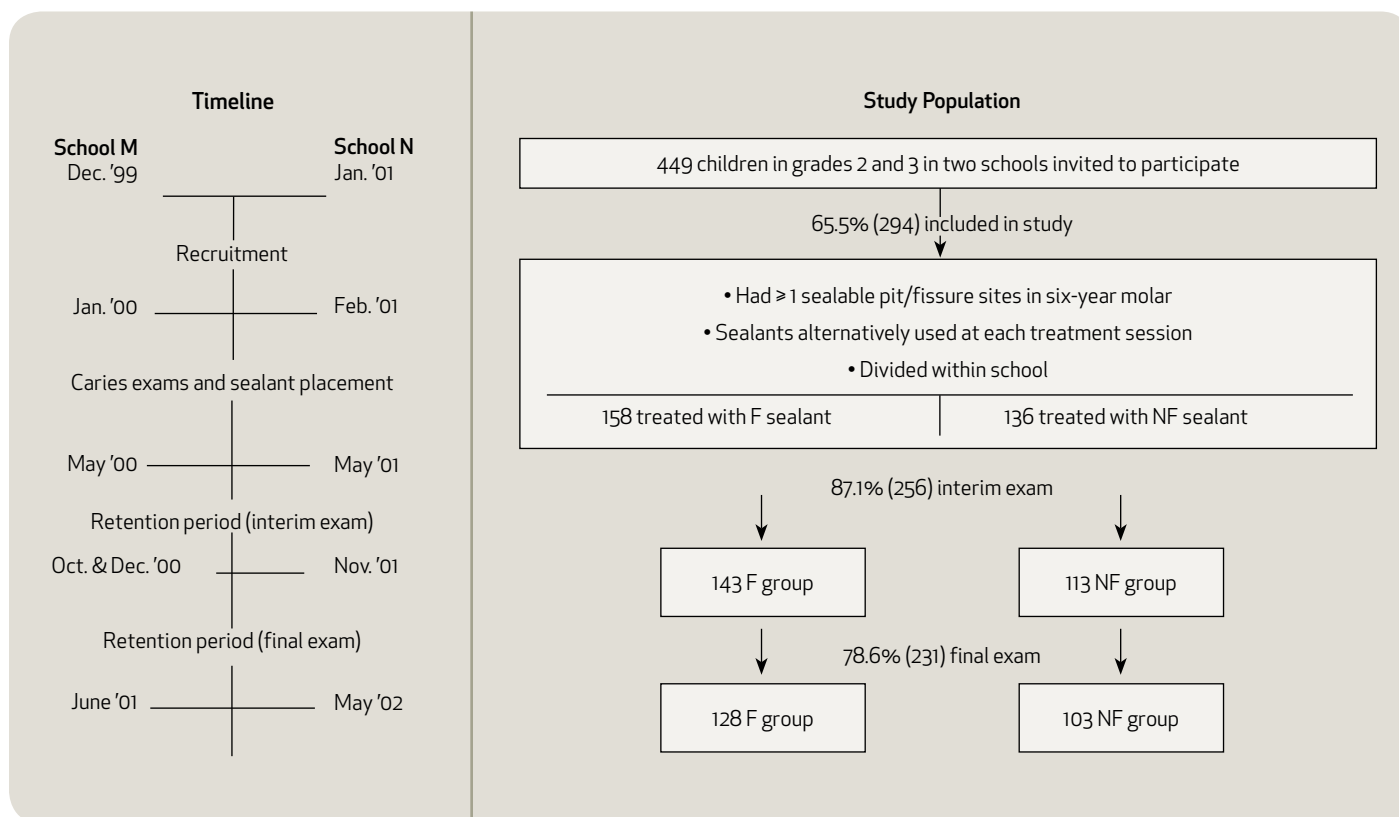 Timeline
School M
School N
Dec. '99
Jan. '01
Recruitment
Jan. '00
Feb. '01
Caries exams and sealant placement
May '00
May '01
Retention period (interim exam)
Oct. & Dec. '00
Nov. '01
Retention period (final exam)
June '01
May '02
Study Population
449 children in grades 2 and 3 in two schools invited to participate
65.5% (294) included in study
• Had ≥ 1 sealable pit/fissure sites in six-year molar
• Sealants alternatively used at each treatment session
• Divided within school
158 treated with F sealant
136 treated with NF sealant
87.1% (256) interim exam
143 F group
113 NF group
78.6% (231) final exam
128 F group
103 NF group